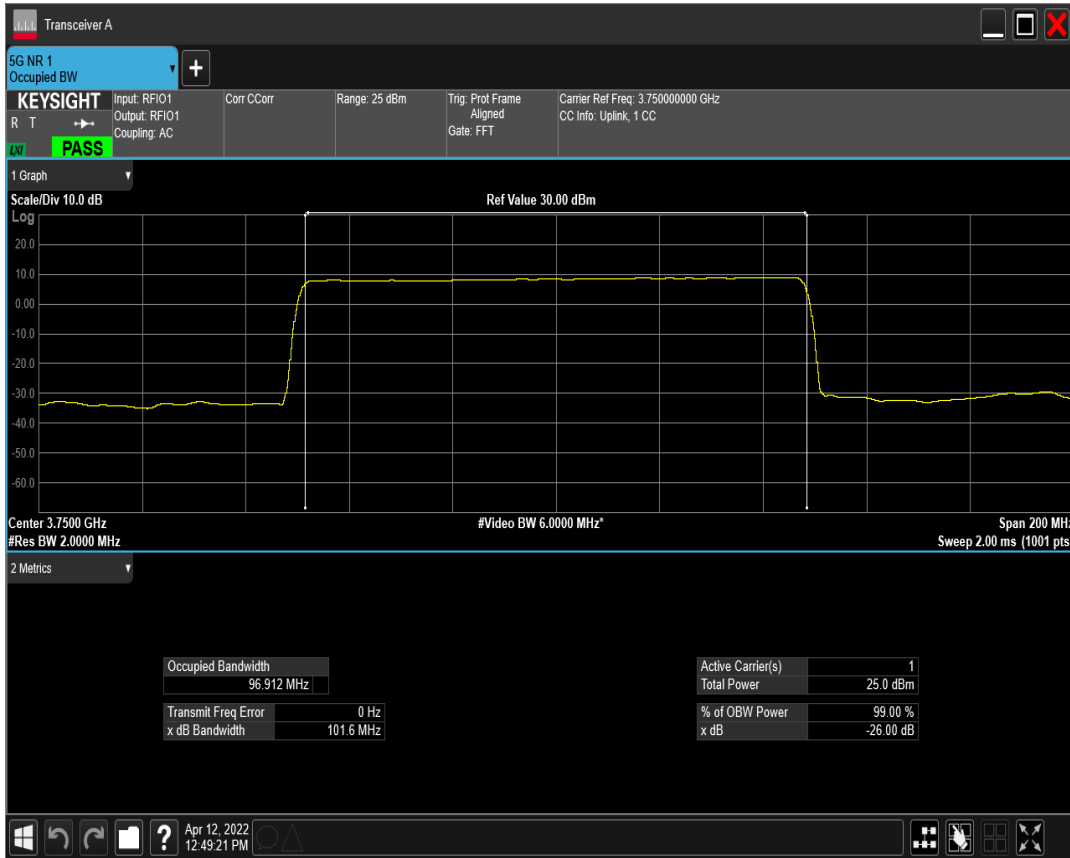 Transceiver A
5G NR 1
Occupied BW
+
KEYSIGHT
R T
LXI
PASS
Input: RFIO1
Output: RFIO1
Coupling: AC
Corr CCorr
Range: 25 dBm
Trig: Prot Frame
Aligned
Gate: FFT
Carrier Ref Freq: 3.750000000 GHz
CC Info: Uplink, 1 CC
1 Graph
Scale/Div 10.0 dB
Ref Value 30.00 dBm
Log
20.0
10.0
0.00
-10.0
-20.0
-30.0
-40.0
-50.0
-60.0
Center 3.7500 GHz
#Video BW 6.0000 MHz*
Span 200 MHz
#Res BW 2.0000 MHz
Sweep 2.00 ms (1001 pts
2 Metrics
Occupied Bandwidth
96.912 MHz
Transmit Freq Error 0 Hz
x dB Bandwidth 101.6 MHz
Active Carrier(s) 1
Total Power 25.0 dBm
% of OBW Power 99.00 %
x dB -26.00 dB
?
Apr 12, 2022
12:49:21 PM